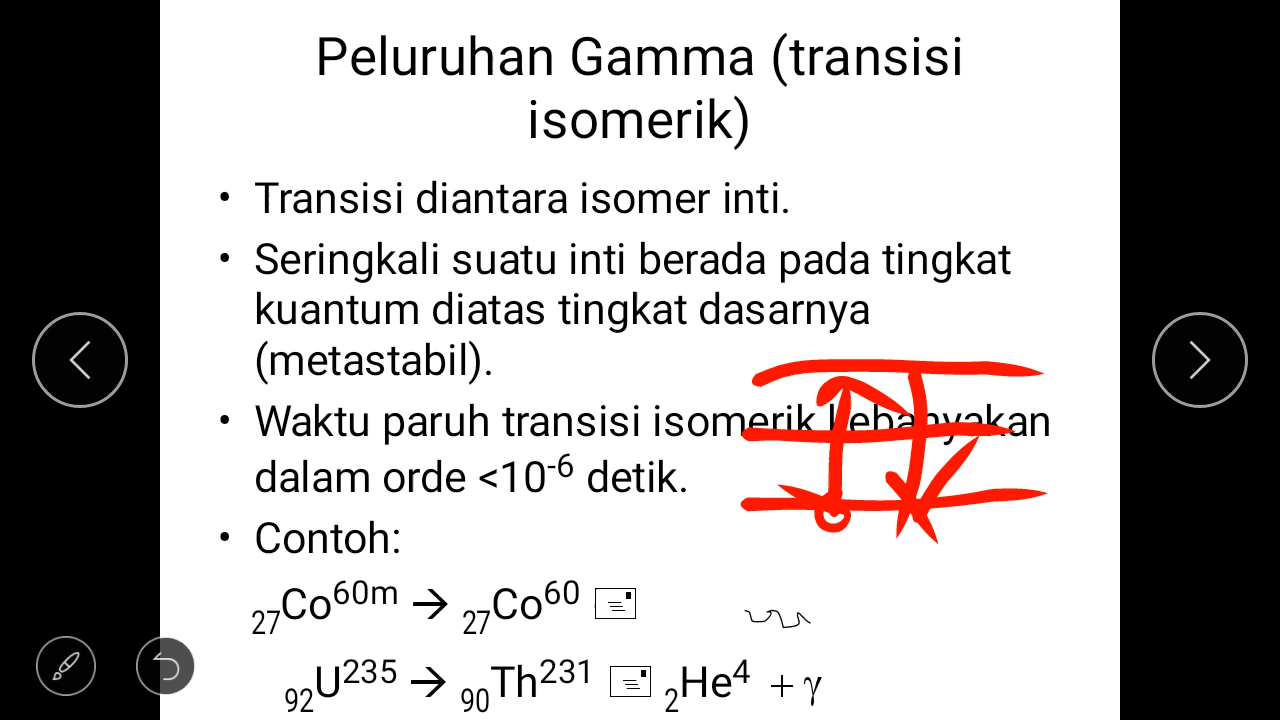 Peluruhan Gamma (transisi
isomerik)
• Transisi diantara isomer inti.
• Seringkali suatu inti berada pada tingkat
kuantum diatas tingkat dasarnya
(metastabil).
• Waktu paruh transisi isomerik kebanyakan
dalam orde <10⁻⁶ detik.
• Contoh:
₂₇Co⁶⁰ᵐ → ₂₇Co⁶⁰
₉₂U²³⁵ → ₉₀Th²³¹ ₂He⁴ + γ